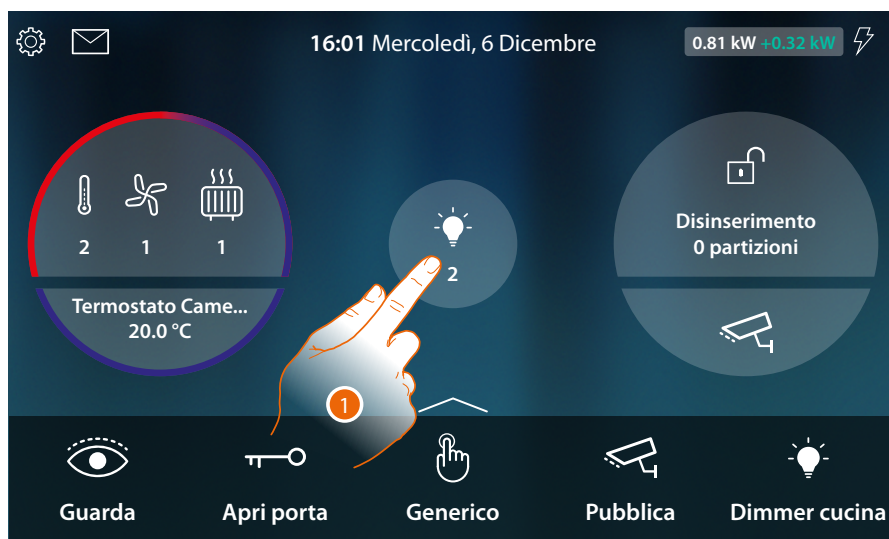 16:01 Mercoledì, 6 Dicembre
0.81 kW +0.32 kW
2 1 1
Termostato Came...
20.0 °C
2
Disinserimento
0 partizioni
1
Guarda Apri porta Generico Pubblica Dimmer cucina